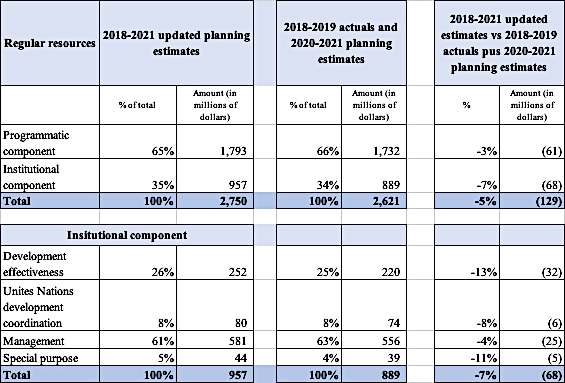 Regular resources 2018-2021 updated planning estimates 2018-2019 actuals and 2020-2021 planning estimates 2018-2021 updated estimates vs 2018-2019 actuals pus 2020-2021 planning estimates
% of total Amount (in millions of dollars) % of total Amount (in millions of dollars) % Amount (in millions of dollars)
Programmatic component 65% 1,793 66% 1,732 -3% (61)
Institutional component 35% 957 34% 889 -7% (68)
Total 100% 2,750 100% 2,621 -5% (129)
Insitutional component
Development effectiveness 26% 252 25% 220 -13% (32)
Unites Nations development coordination 8% 80 8% 74 -8% (6)
Management 61% 581 63% 556 -4% (25)
Special purpose 5% 44 4% 39 -11% (5)
Total 100% 957 100% 889 -7% (68)